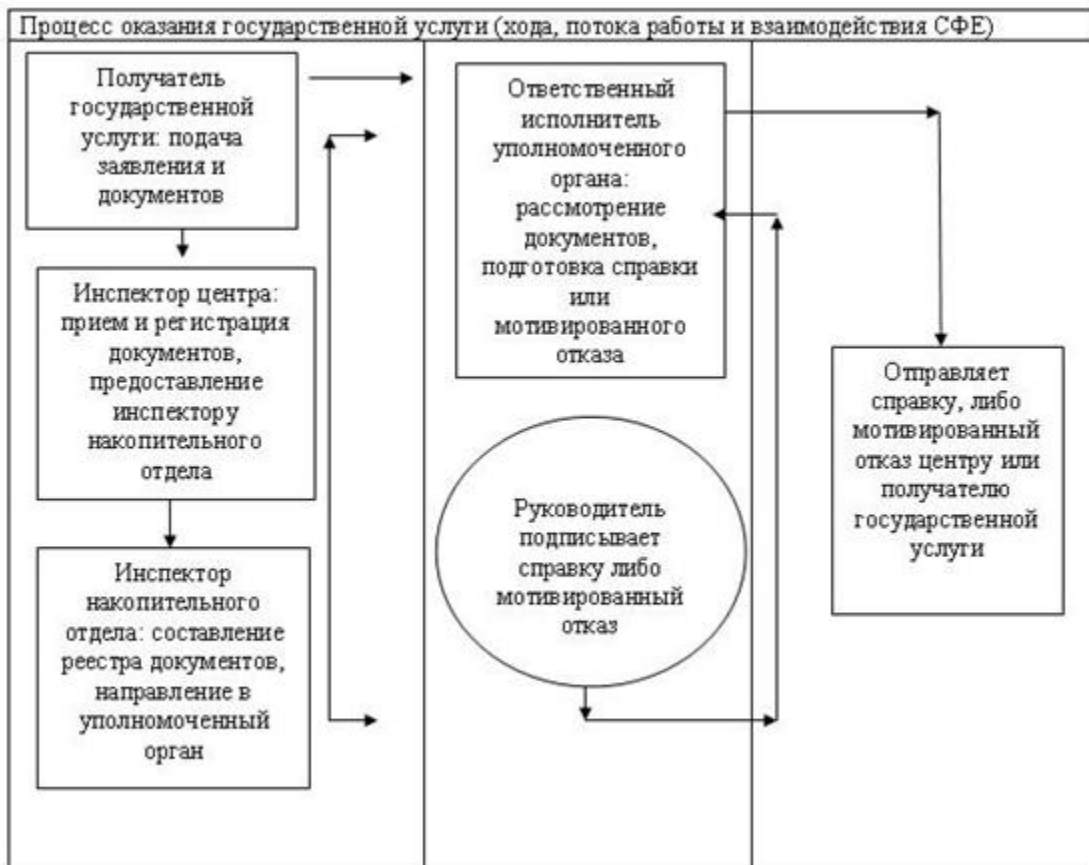 Процесс оказания государственной услуги (хода, потока работы и взаимодействия СФЕ)
Получатель
государственной
услуги: подача
заявления и
документов
Инспектор центра:
прием и регистрация
документов,
предоставление
инспектору
накопительного
отдела
Инспектор
накопительного
отдела: составление
реестра документов,
направление в
уполномоченный
орган
Ответственный
исполнитель
уполномоченного
органа:
рассмотрение
документов,
подготовка справки
или
мотивированного
отказа
Руководитель
подписывает
справку либо
мотивированный
отказ
Отправляет
справку, либо
мотивированный
отказ центру или
получателю
государственной
услуги